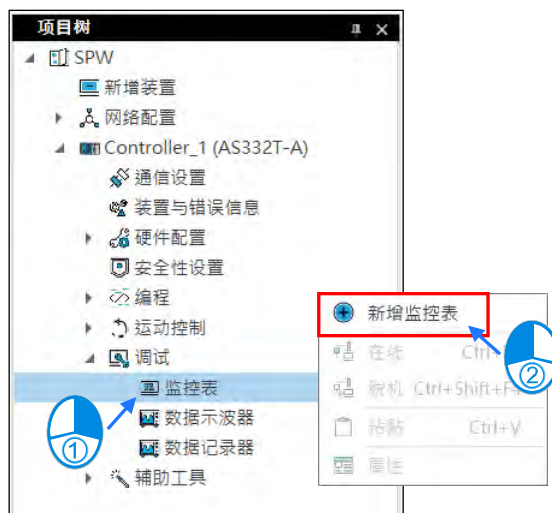 项目树
SPW
新增装置
网络配置
Controller_1 (AS332T-A)
通信设置
装置与错误信息
硬件配置
安全性设置
编程
运动控制
调试
监控表
数据示波器
数据记录器
辅助工具
①
新增监控表
在线 Ctrl+
脱机 Ctrl+Shift+F4
粘贴 Ctrl+V
属性
②